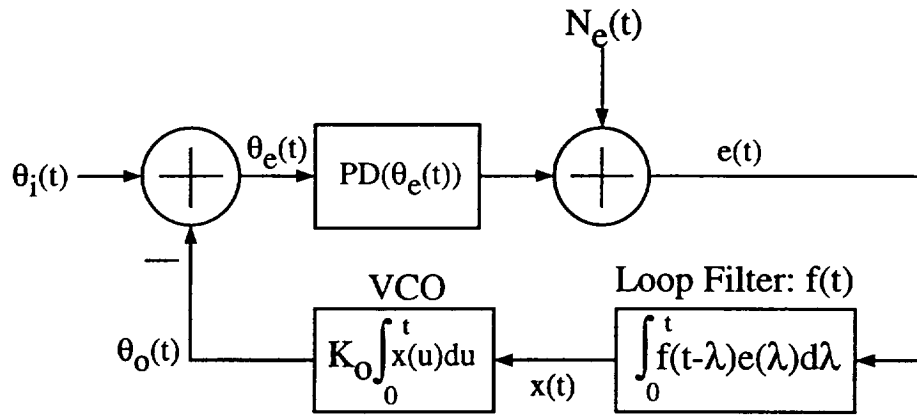 N_e(t)
θ_e(t)
e(t)
θ_i(t)
PD(θ_e(t))
VCO
Loop Filter: f(t)
θ_o(t)
K_o ∫_0^t x(u)du
x(t)
∫_0^t f(t-λ)e(λ)dλ